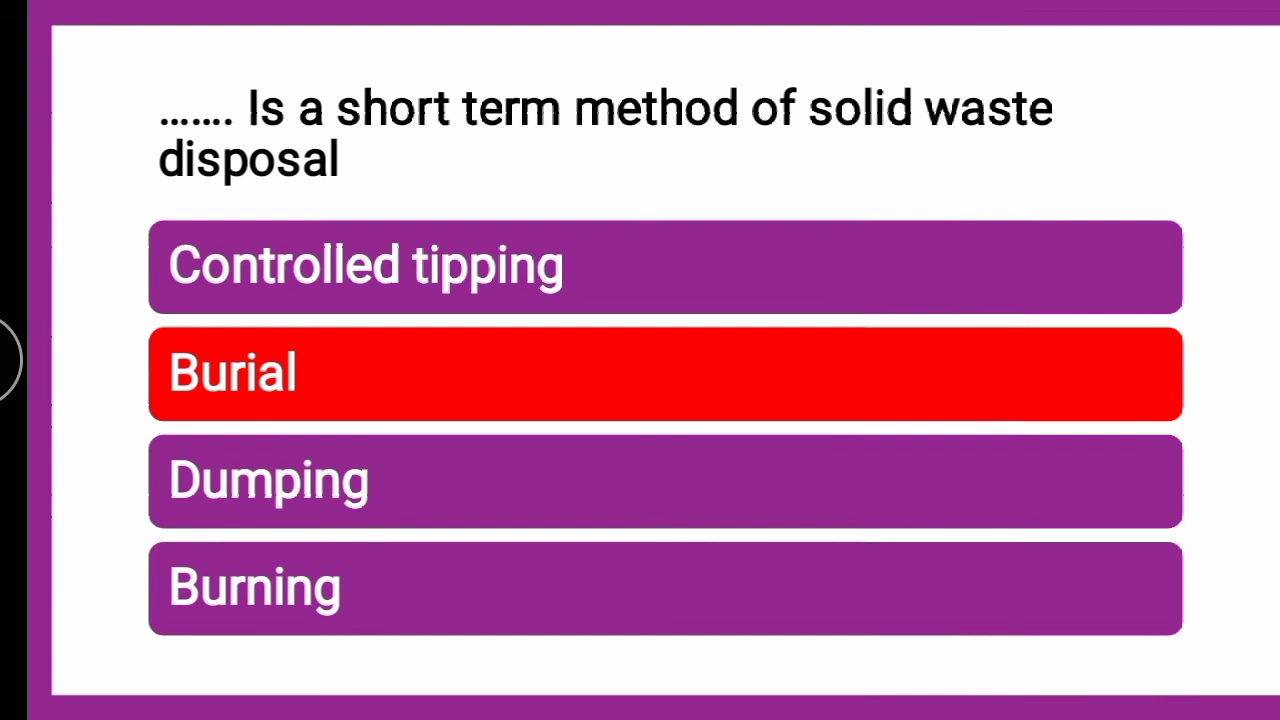 ....... Is a short term method of solid waste
disposal
Controlled tipping
Burial
Dumping
Burning